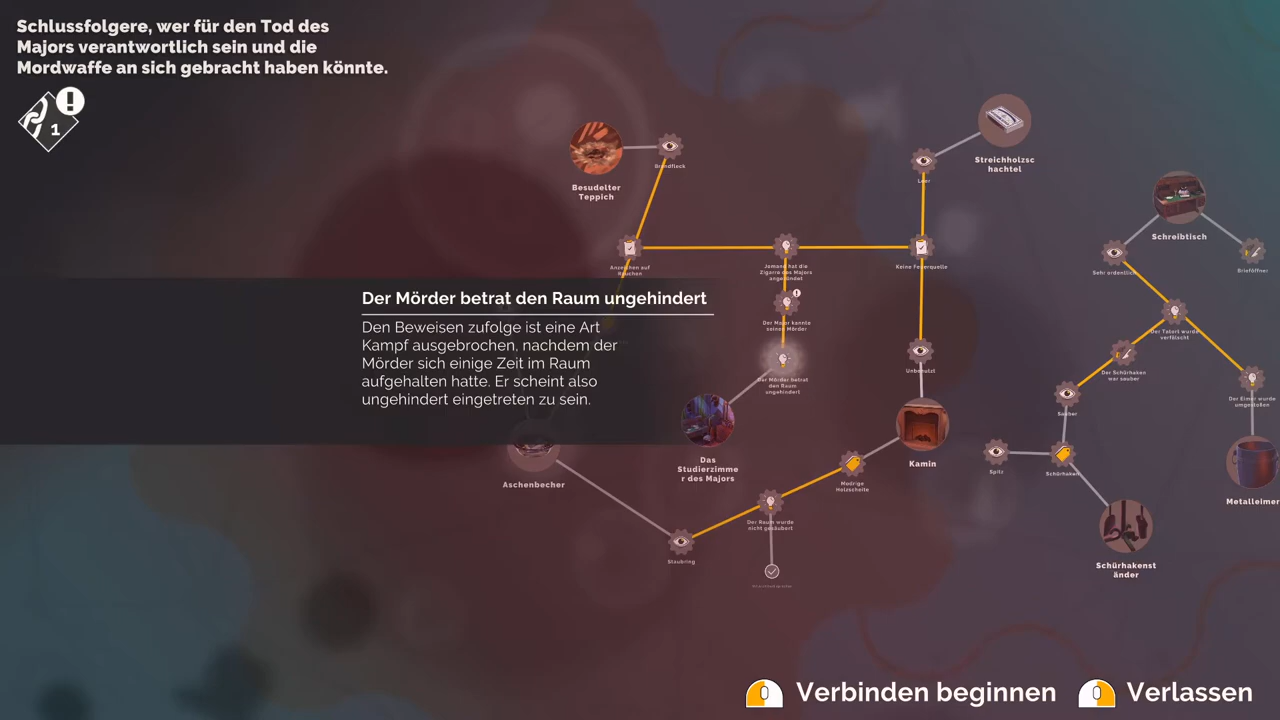 Schlussfolgere, wer für den Tod des
Majors verantwortlich sein und die
Mordwaffe an sich gebracht haben könnte.
1
Besudelter
Teppich
Brandfleck
Streichholzsc
hachtel
Leer
Schreibtisch
Sehr ordentlich
Brieföffner
Anzeichen auf
Rauchen
Jemand hat die
Zigarre des Majors
angezündet
Keine Feuerquelle
Der Mörder betrat den Raum ungehindert
Den Beweisen zufolge ist eine Art
Kampf ausgebrochen, nachdem der
Mörder sich einige Zeit im Raum
aufgehalten hatte. Er scheint also
ungehindert eingetreten zu sein.
Der Major kannte
seinen Mörder
Der Tatort wurde
verfälscht
Der Mörder betrat
den Raum
ungehindert
Unbenutzt
Der Schürhaken
war sauber
Sauber
Der Eimer wurde
umgestoßen
Aschenbecher
Das
Studierzimme
r des Majors
Kamin
Modrige
Holzscheite
Spitz
Schürhaken
Metalleimer
Der Raum wurde
nicht gesäubert
Staubring
Schürhakenst
änder
Verbinden beginnen
Verlassen